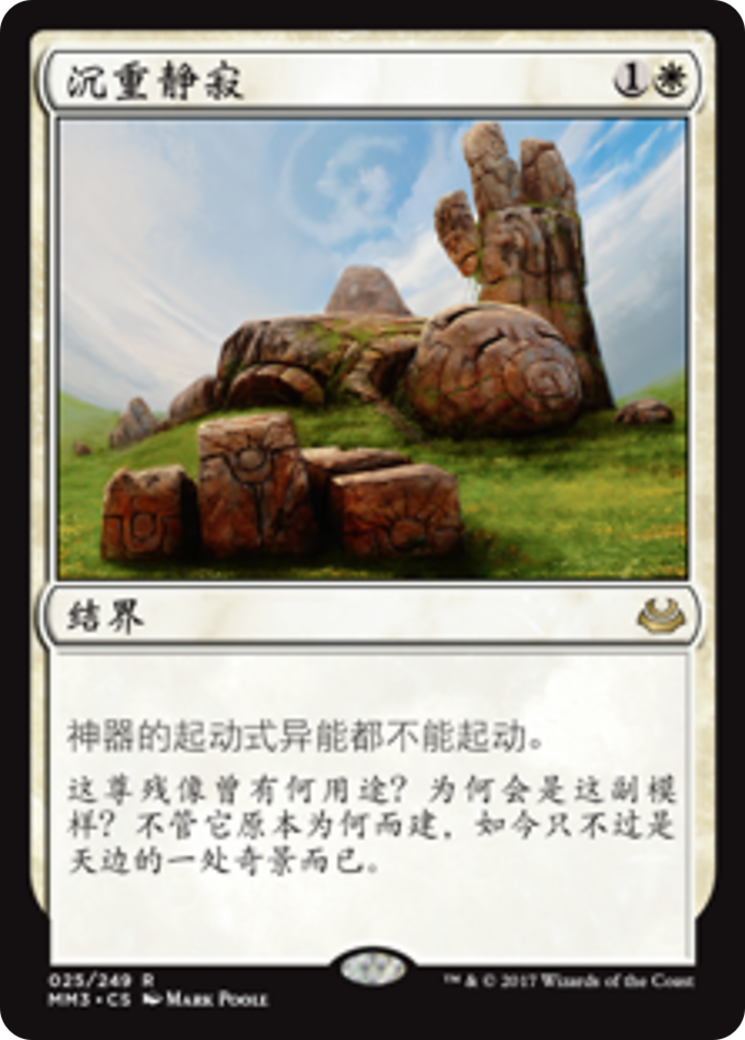 沉重静寂 1
结界
神器的起动式异能都不能起动。
这尊残像曾有何用途？为何会是这副模
样？不管它原本为何而建，如今只不过是
天边的一处奇景而已。
025/249 R
MM3 • CS Mark Poole
™ & © 2017 Wizards of the Coast